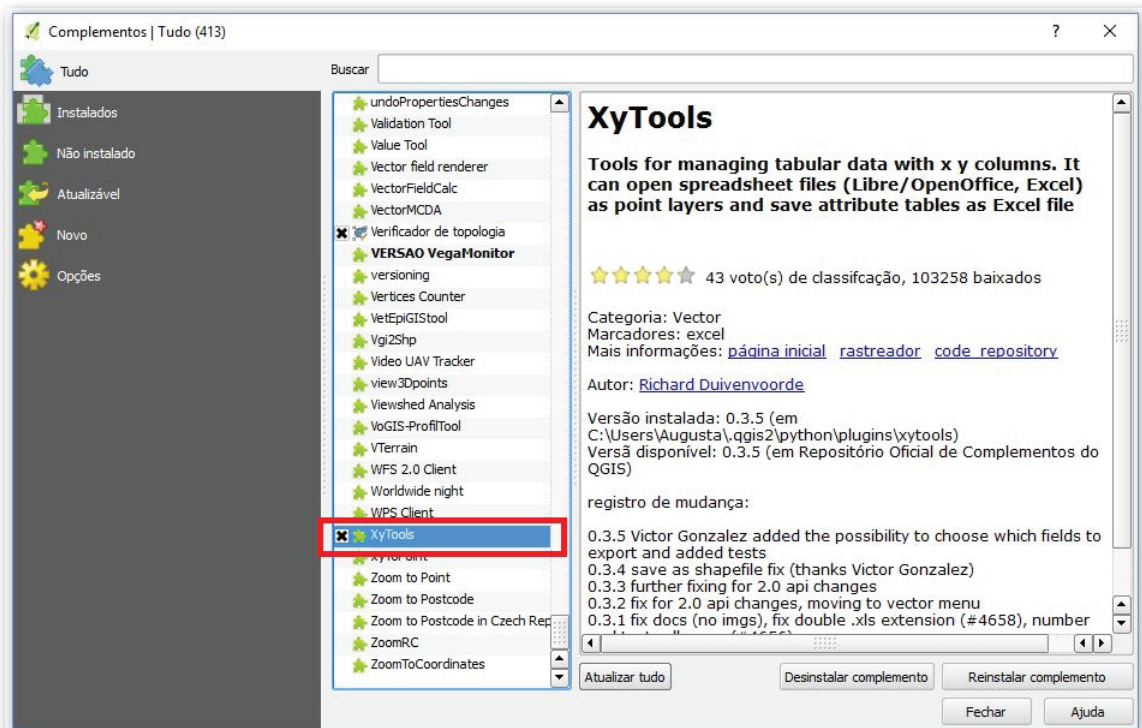 Complementos | Tudo (413)
?
Tudo
Instalados
Não instalado
Atualizável
Novo
Opções
Buscar
undoPropertiesChanges
Validation Tool
Value Tool
Vector field renderer
VectorFieldCalc
VectorMCDA
Verificador de topologia
VERSAO VegaMonitor
versioning
Vertices Counter
VetEpiGIStool
Vgi2Shp
Video UAV Tracker
view3Dpoints
Viewshed Analysis
VoGIS-ProfilTool
VTerrain
WFS 2.0 Client
Worldwide night
WPS Client
XyTools
xyToPoint
Zoom to Point
Zoom to Postcode
Zoom to Postcode in Czech Rep
ZoomRC
ZoomToCoordinates
XyTools
Tools for managing tabular data with x y columns. It
can open spreadsheet files (Libre/OpenOffice, Excel)
as point layers and save attribute tables as Excel file
43 voto(s) de classifcação, 103258 baixados
Categoria: Vector
Marcadores: excel
Mais informações: página inicial rastreador code_repository
Autor: Richard Duivenvoorde
Versão instalada: 0.3.5 (em
C:\Users\Augusta\.qgis2\python\plugins\xytools)
Versã disponível: 0.3.5 (em Repositório Oficial de Complementos do
QGIS)
registro de mudança:
0.3.5 Victor Gonzalez added the possibility to choose which fields to
export and added tests
0.3.4 save as shapefile fix (thanks Victor Gonzalez)
0.3.3 further fixing for 2.0 api changes
0.3.2 fix for 2.0 api changes, moving to vector menu
0.3.1 fix docs (no imgs), fix double .xls extension (#4658), number
Atualizar tudo
Desinstalar complemento
Reinstalar complemento
Fechar
Ajuda